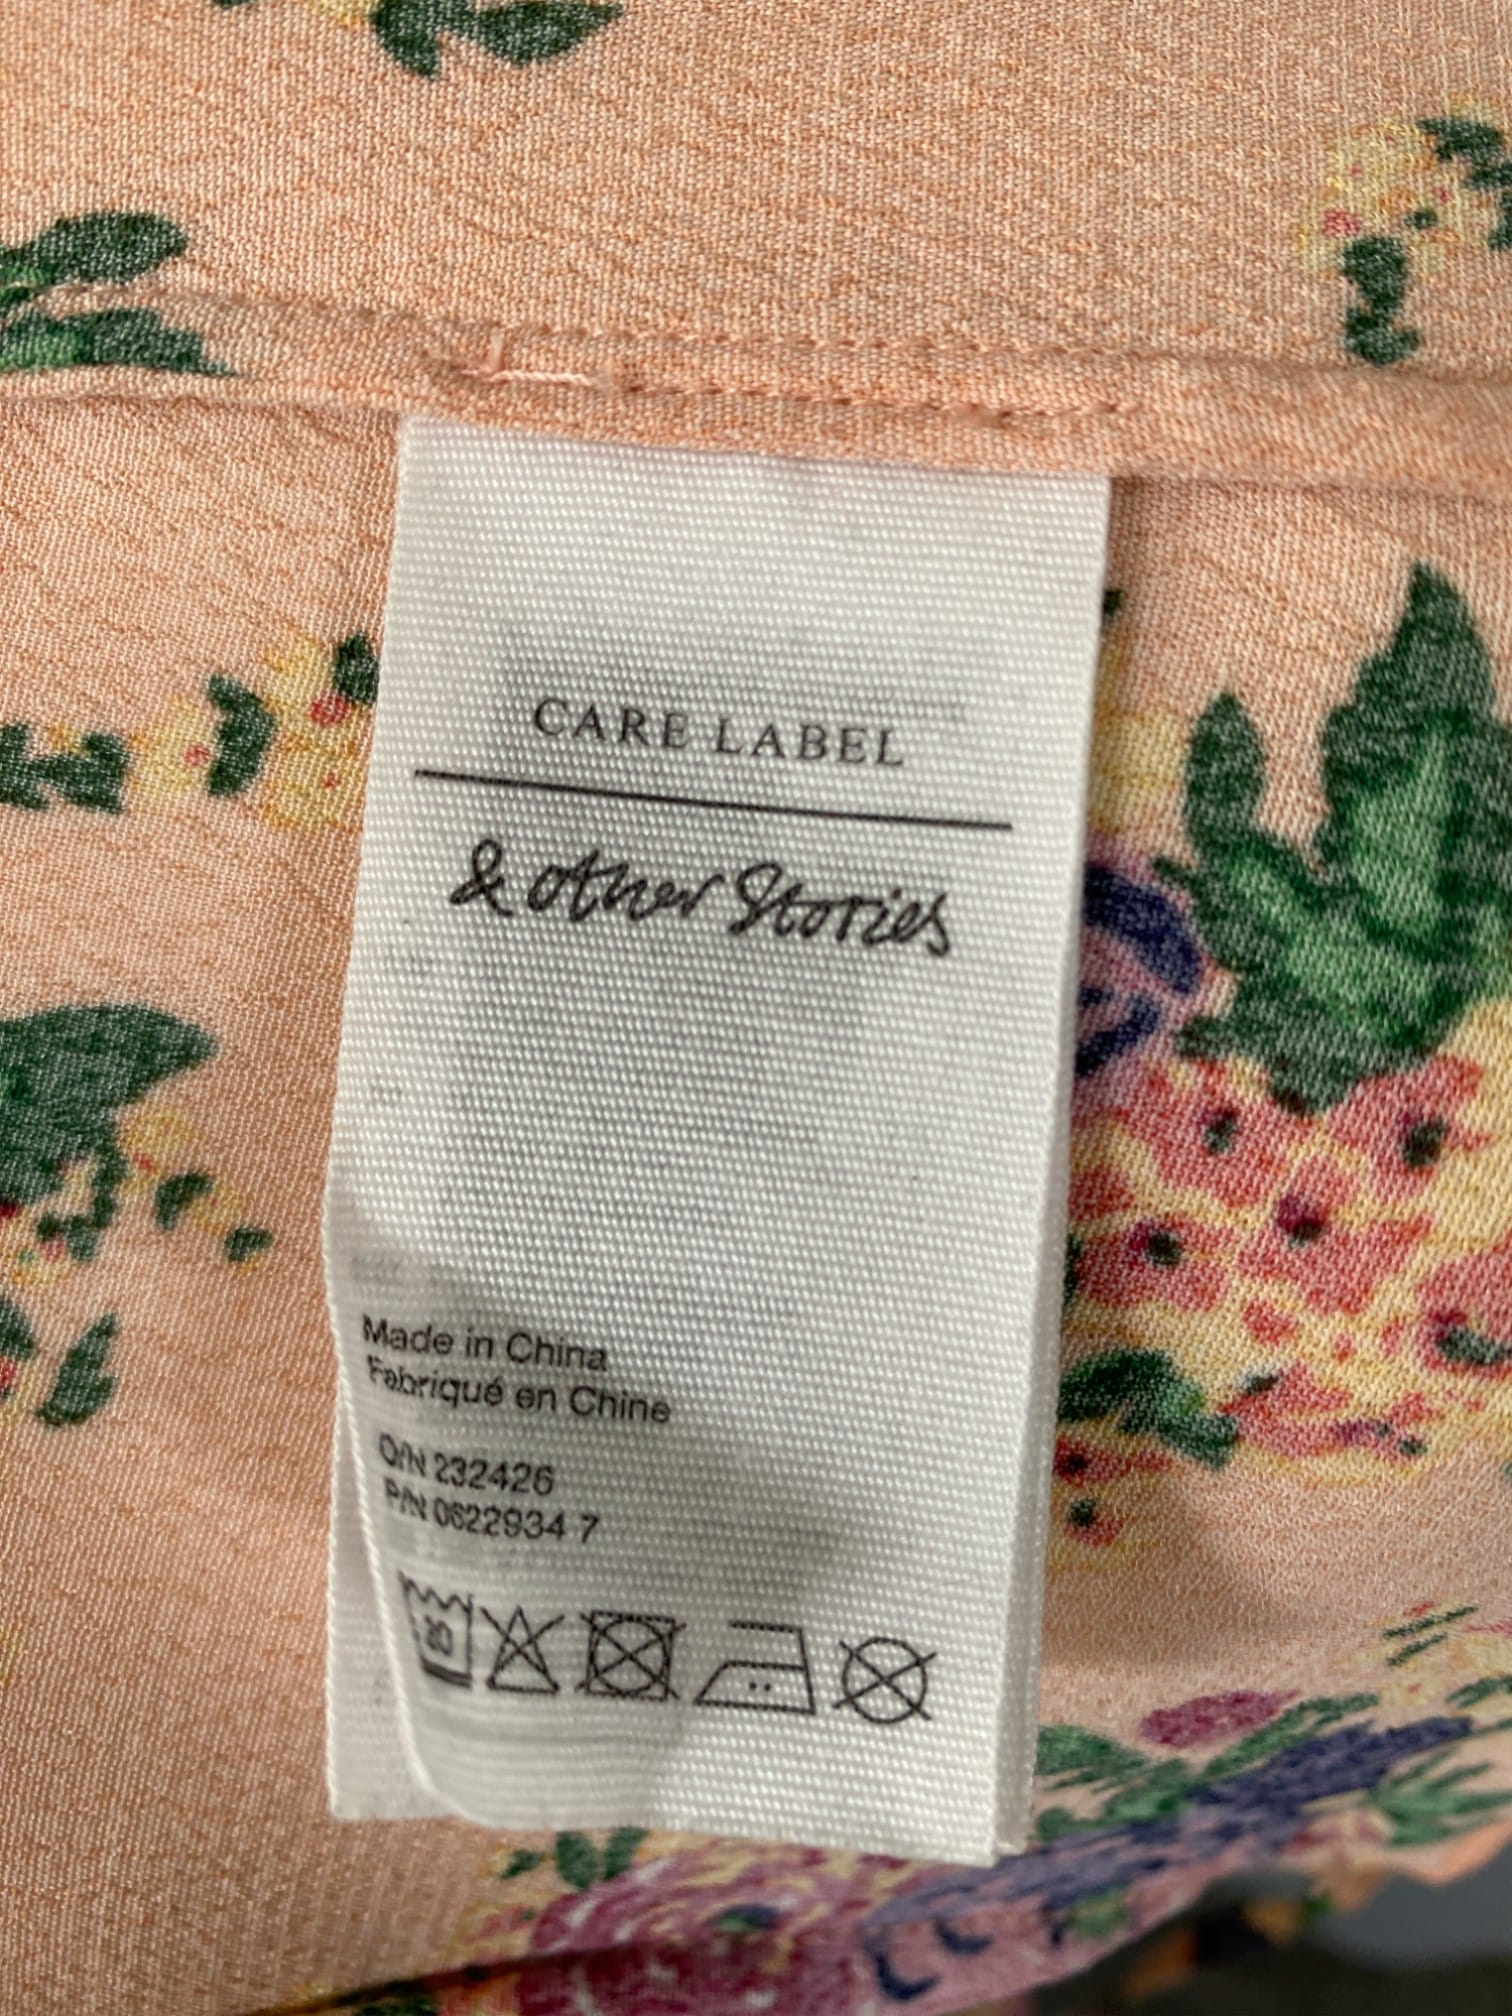 CARE LABEL
& other Stories
Made in China
Fabriqué en Chine
O/N 232426
P/N 0622934 7
30